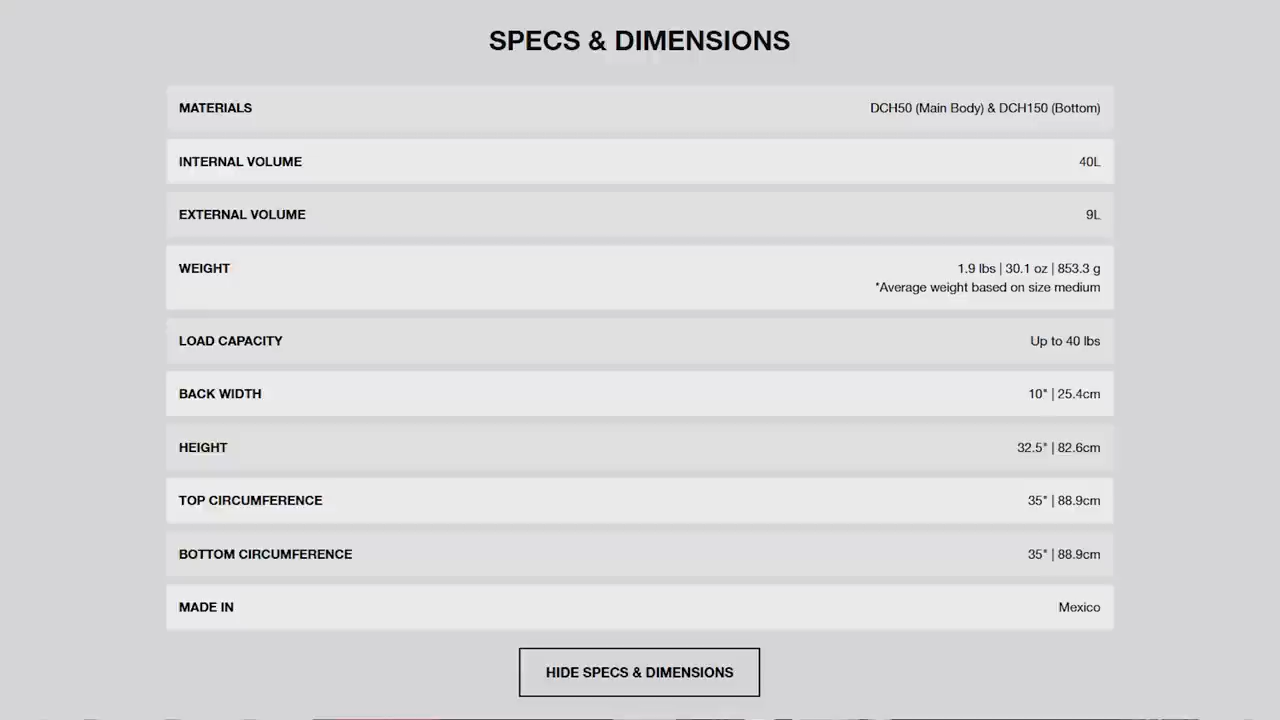 SPECS & DIMENSIONS
MATERIALS DCH50 (Main Body) & DCH150 (Bottom)
INTERNAL VOLUME 40L
EXTERNAL VOLUME 9L
WEIGHT 1.9 lbs | 30.1 oz | 853.3 g
*Average weight based on size medium
LOAD CAPACITY Up to 40 lbs
BACK WIDTH 10" | 25.4cm
HEIGHT 32.5" | 82.6cm
TOP CIRCUMFERENCE 35" | 88.9cm
BOTTOM CIRCUMFERENCE 35" | 88.9cm
MADE IN Mexico
HIDE SPECS & DIMENSIONS